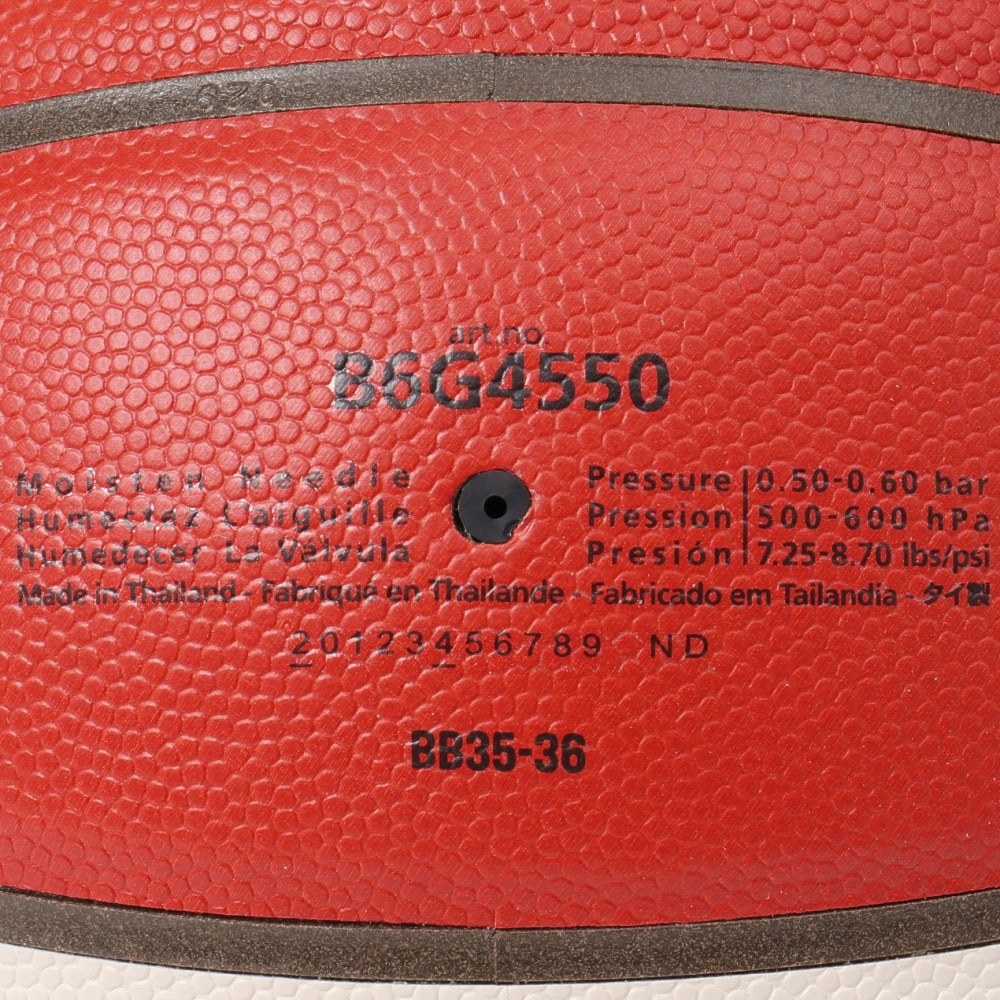 art.no.
B6G4550
Moisten Needle
Humectez L'aiguille
Humedecer La Válvula
Pressure 0.50-0.60 bar
Pression 500-600 hPa
Presión 7.25-8.70 lbs/psi
Made in Thailand - Fabriqué en Thaïlande - Fabricado em Tailandia - タイ製
20123456789 ND
BB35-36